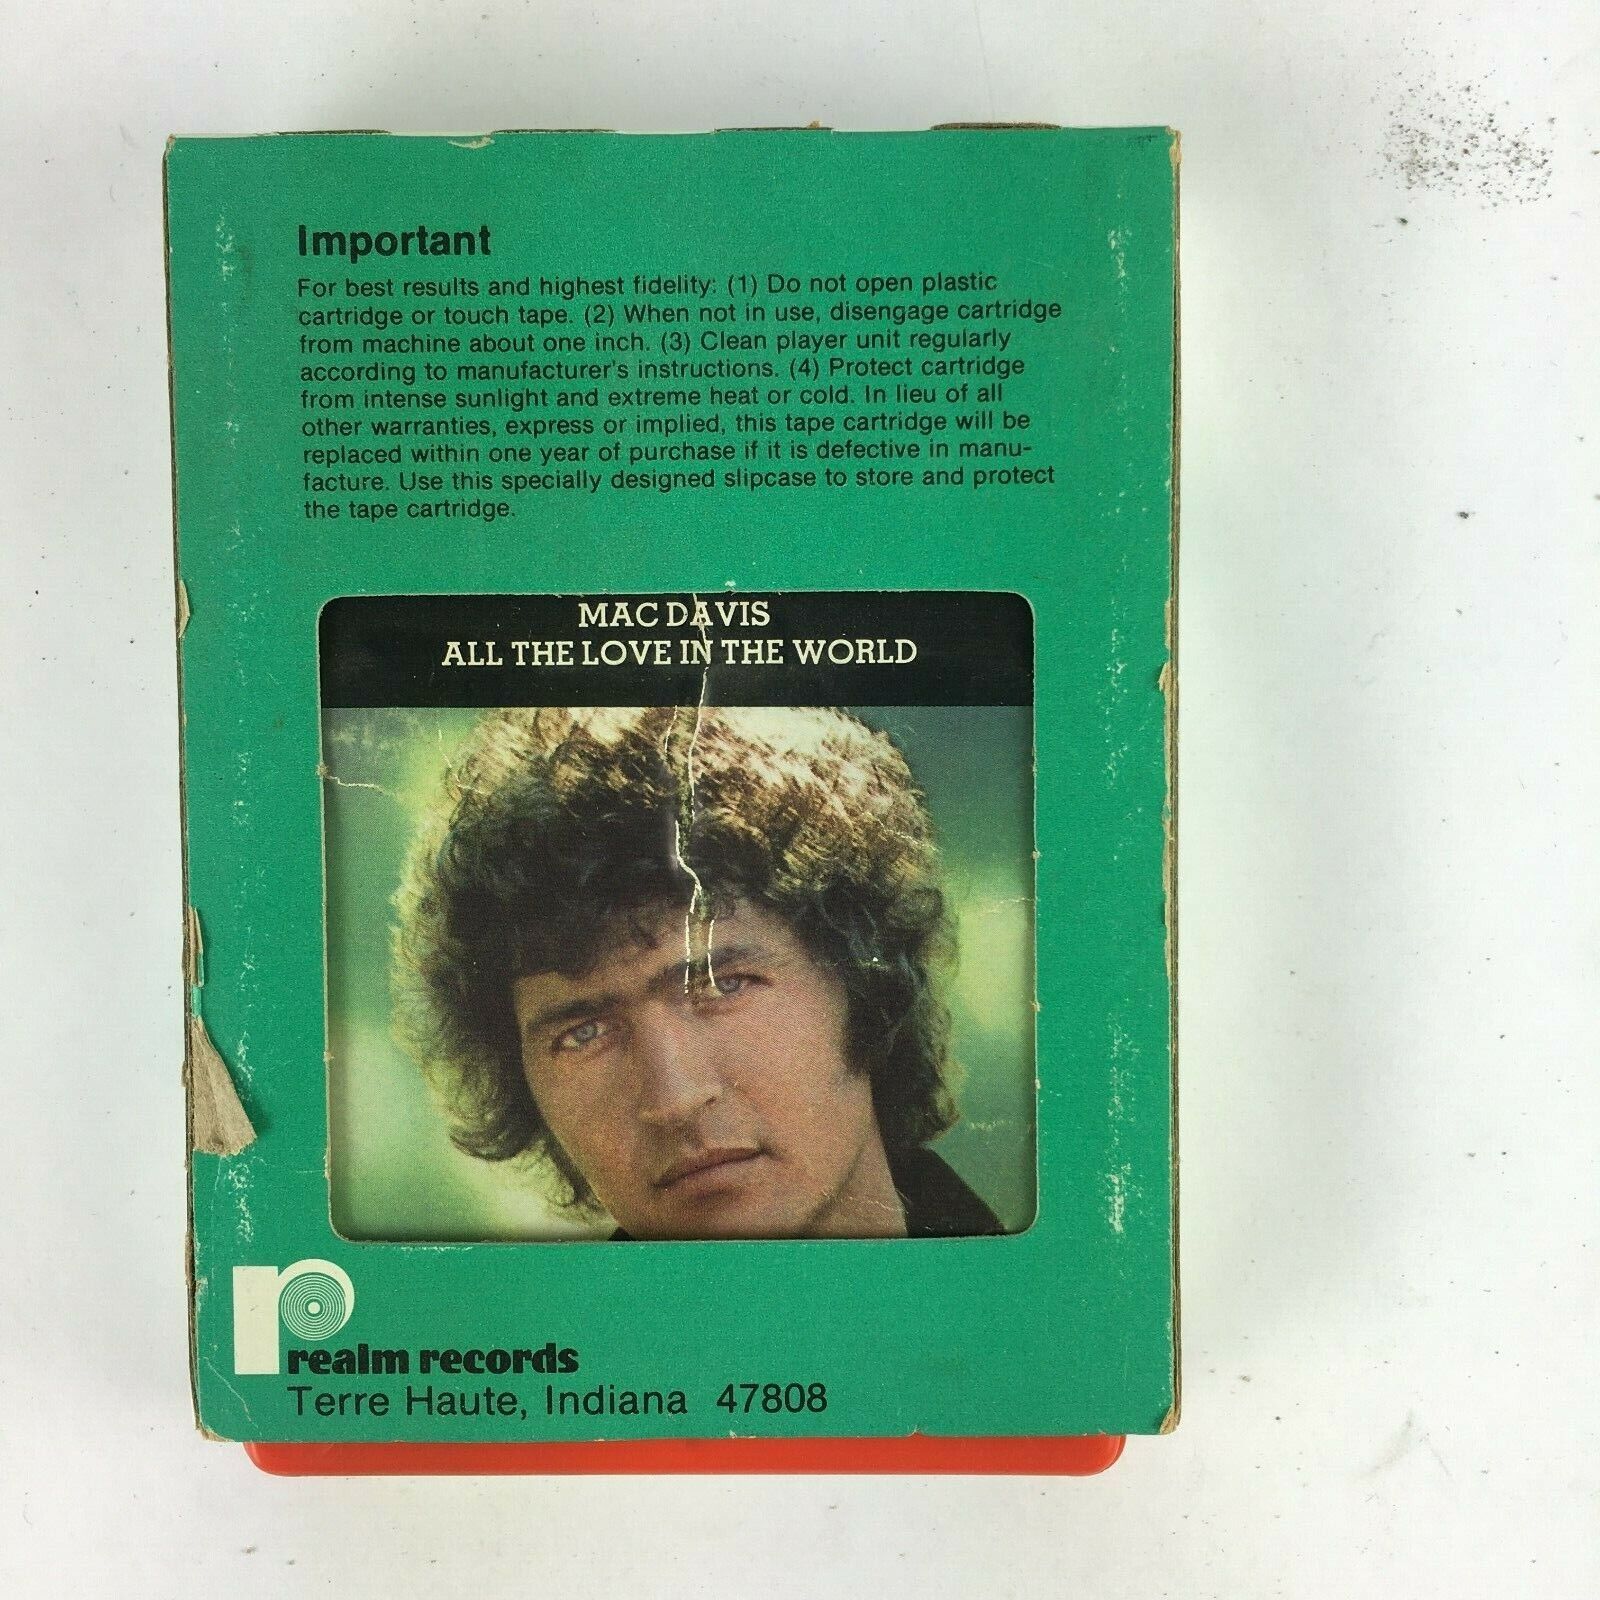 Important
For best results and highest fidelity: (1) Do not open plastic
cartridge or touch tape. (2) When not in use, disengage cartridge
from machine about one inch. (3) Clean player unit regularly
according to manufacturer's instructions. (4) Protect cartridge
from intense sunlight and extreme heat or cold. In lieu of all
other warranties, express or implied, this tape cartridge will be
replaced within one year of purchase if it is defective in manu-
facture. Use this specially designed slipcase to store and protect
the tape cartridge.
MAC DAVIS
ALL THE LOVE IN THE WORLD
r
realm records
Terre Haute, Indiana 47808